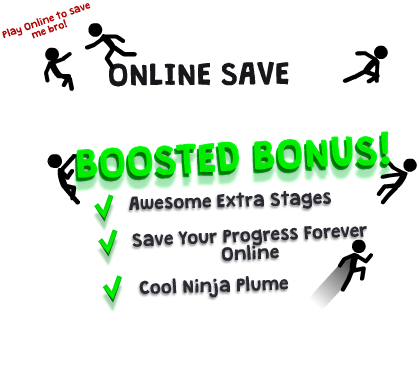 Play Online to save
me bro!
ONLINE SAVE
BOOSTED BONUS!
Awesome Extra Stages
Save Your Progress Forever
Online
Cool Ninja Plume